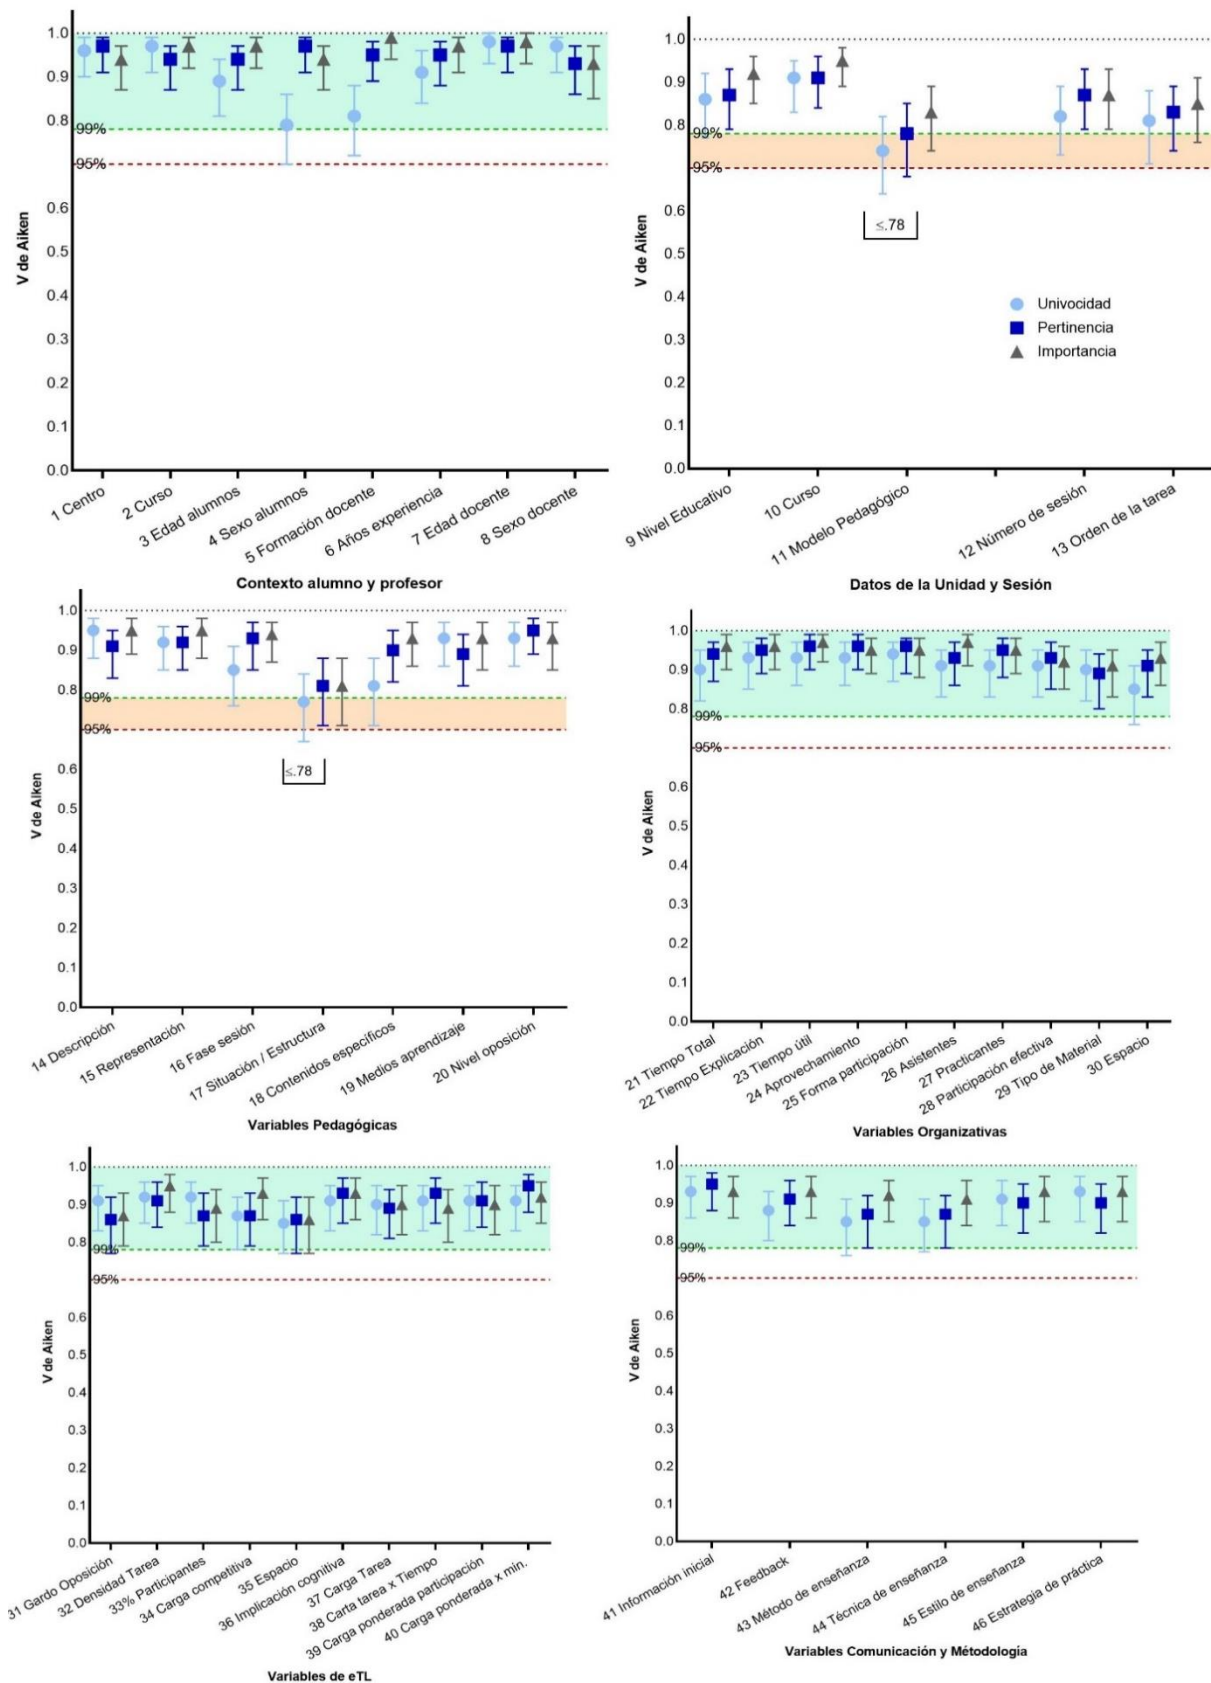 1.0
0.9
0.8
99%
95%
0.6
0.5
0.4
0.3
0.2
0.1
0.0
V de Aiken
1 Centro
2 Curso
3 Edad alumnos
4 Sexo alumnos
5 Formación docente
6 Años experiencia
7 Edad docente
8 Sexo docente
Contexto alumno y profesor
1.0
0.9
0.8
99%
95%
0.6
0.5
0.4
0.3
0.2
0.1
0.0
V de Aiken
≤.78
Univocidad
Pertinencia
Importancia
9 Nivel Educativo
10 Curso
11 Modelo Pedagógico
12 Número de sesión
13 Orden de la tarea
Datos de la Unidad y Sesión
1.0
0.9
0.8
99%
95%
0.6
0.5
0.4
0.3
0.2
0.1
0.0
V de Aiken
≤.78
14 Descripción
15 Representación
16 Fase sesión
17 Situación / Estructura
18 Contenidos específicos
19 Medios aprendizaje
20 Nivel oposición
Variables Pedagógicas
1.0
0.9
0.8
99%
95%
0.6
0.5
0.4
0.3
0.2
0.1
0.0
V de Aiken
21 Tiempo Total
22 Tiempo Explicación
23 Tiempo útil
24 Aprovechamiento
25 Forma participación
26 Asistentes
27 Practicantes
28 Participación efectiva
29 Tipo de Material
30 Espacio
Variables Organizativas
1.0
0.9
0.8
99%
95%
0.6
0.5
0.4
0.3
0.2
0.1
0.0
V de Aiken
31 Gardo Oposición
32 Densidad Tarea
33% Participantes
34 Carga competitiva
35 Espacio
36 Implicación cognitiva
37 Carga Tarea
38 Carta tarea x Tiempo
39 Carga ponderada participación
40 Carga ponderada x min.
Variables de eTL
1.0
0.9
0.8
99%
95%
0.6
0.5
0.4
0.3
0.2
0.1
0.0
V de Aiken
41 Información inicial
42 Feedback
43 Método de enseñanza
44 Técnica de enseñanza
45 Estilo de enseñanza
46 Estrategia de práctica
Variables Comunicación y Métodología